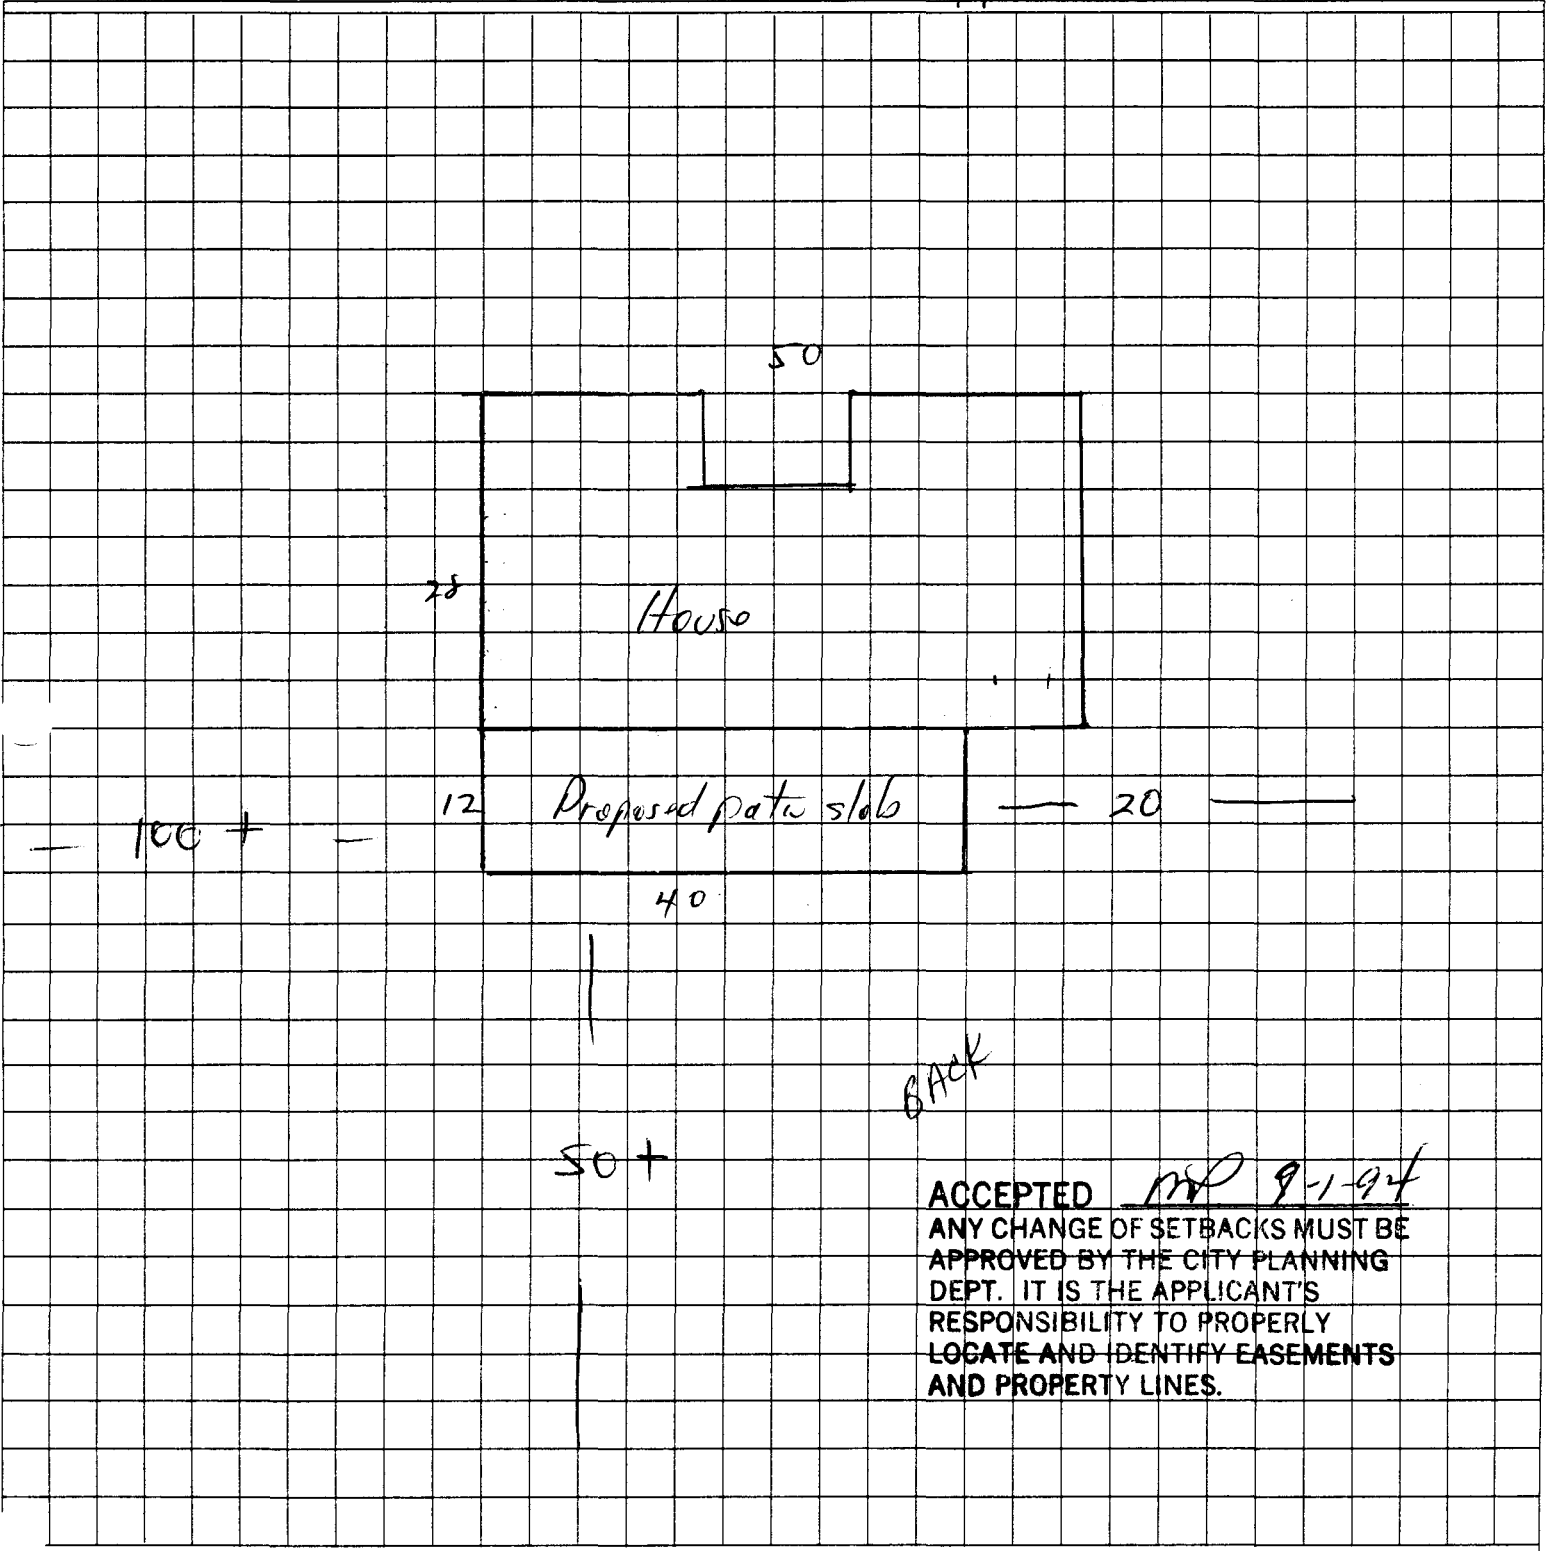 50
28
House
12
Proposed patio slab
20
100 +
40
BACK
50 +
ACCEPTED 9-1-94
ANY CHANGE OF SETBACKS MUST BE
APPROVED BY THE CITY PLANNING
DEPT. IT IS THE APPLICANT'S
RESPONSIBILITY TO PROPERLY
LOCATE AND IDENTIFY EASEMENTS
AND PROPERTY LINES.